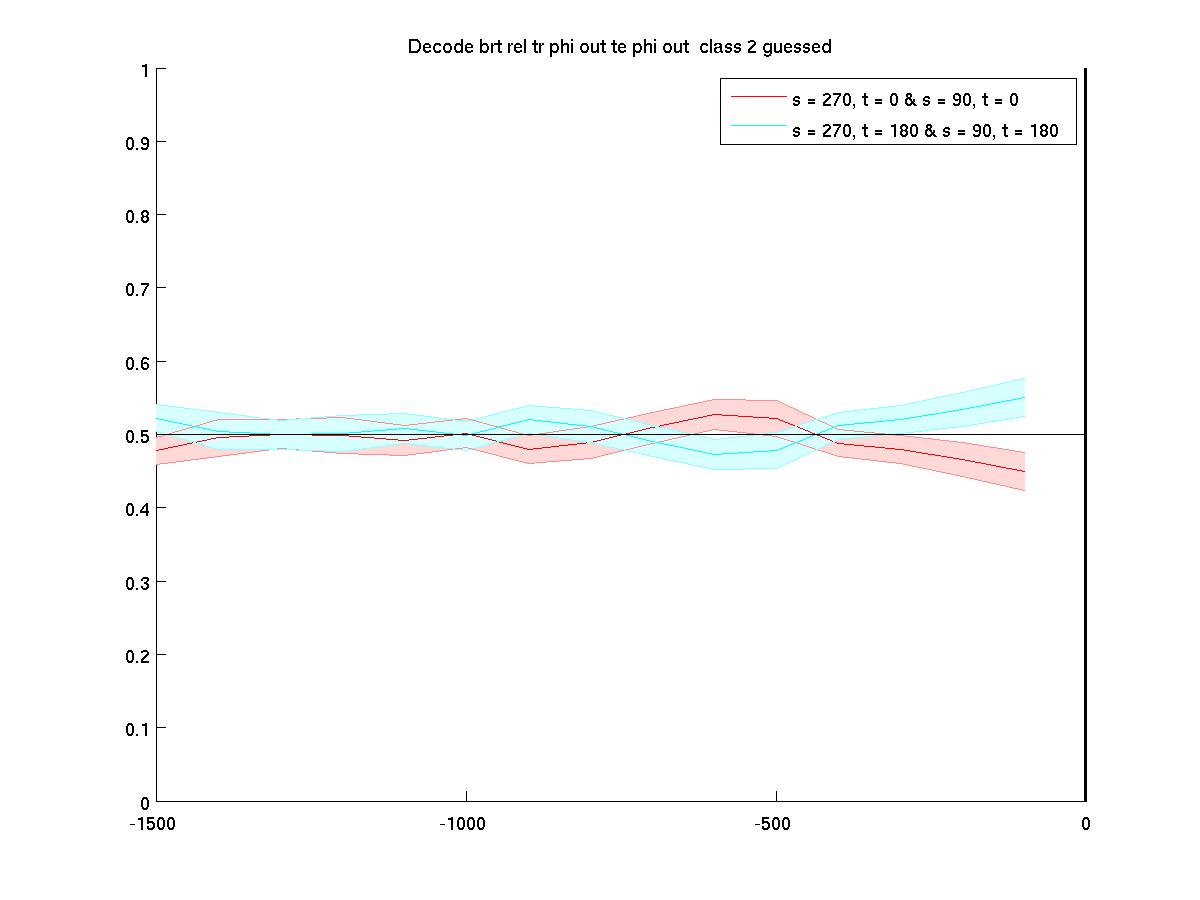 Decode brt rel tr phi out te phi out  class 2 guessed
s = 270, t = 0 & s = 90, t = 0
s = 270, t = 180 & s = 90, t = 180
1
0.9
0.8
0.7
0.6
0.5
0.4
0.3
0.2
0.1
0
-1500 -1000 -500 0